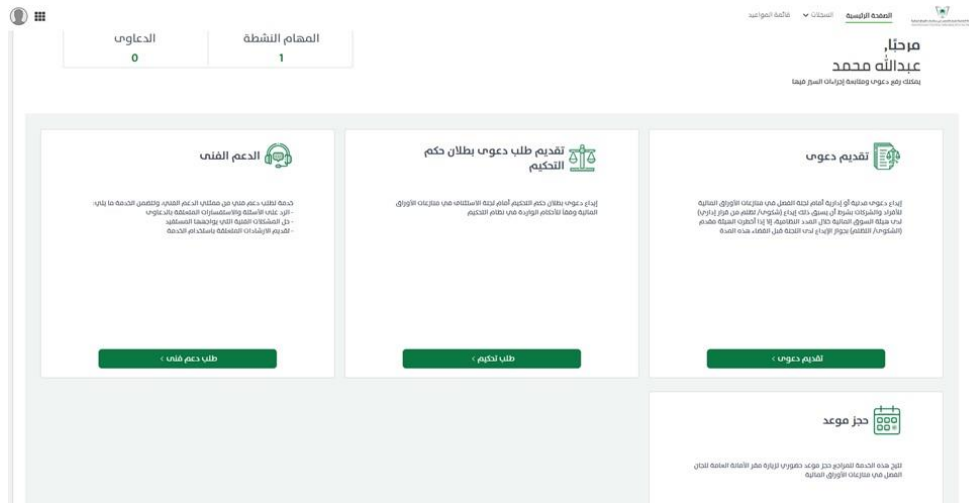 الصفحة الرئيسية
السجلات
قائمة المواعيد
مرحبًا,
عبدالله محمد
يمكنك رفع دعوى ومتابعة إجراءات السير فيها
المهام النشطة
1
الدعاوى
0
تقديم دعوى
إيداع دعوى مدنية أو إدارية أمام لجنة الفصل في منازعات الأوراق المالية
للأفراد والشركات بشرط أن يسبق ذلك إيداع (شكوى/ تظلم من قرار إداري)
لدى هيئة السوق المالية خلال المدد النظامية، إلا إذا أخطرت الهيئة مقدم
(الشكوى/ التظلم) بجواز الإيداع لدى اللجنة قبل انقضاء هذه المدة
تقديم دعوى >
تقديم طلب دعوى بطلان حكم
التحكيم
إيداع دعوى بطلان حكم التحكيم أمام لجنة الاستئناف في منازعات الأوراق
المالية وفقاً للأحكام الواردة في نظام التحكيم
طلب تحكيم >
الدعم الفني
خدمة لطلب دعم فني من ممثلي الدعم الفني، وتتضمن الخدمة ما يلي:
- الرد على الأسئلة والاستفسارات المتعلقة بالدعاوى
- حل المشكلات الفنية التي يواجهها المستفيد
- تقديم الإرشادات المتعلقة باستخدام الخدمة
طلب دعم فني >
حجز موعد
تتيح هذه الخدمة للمراجع حجز موعد حضوري لزيارة مقر الأمانة العامة للجان
الفصل في منازعات الأوراق المالية